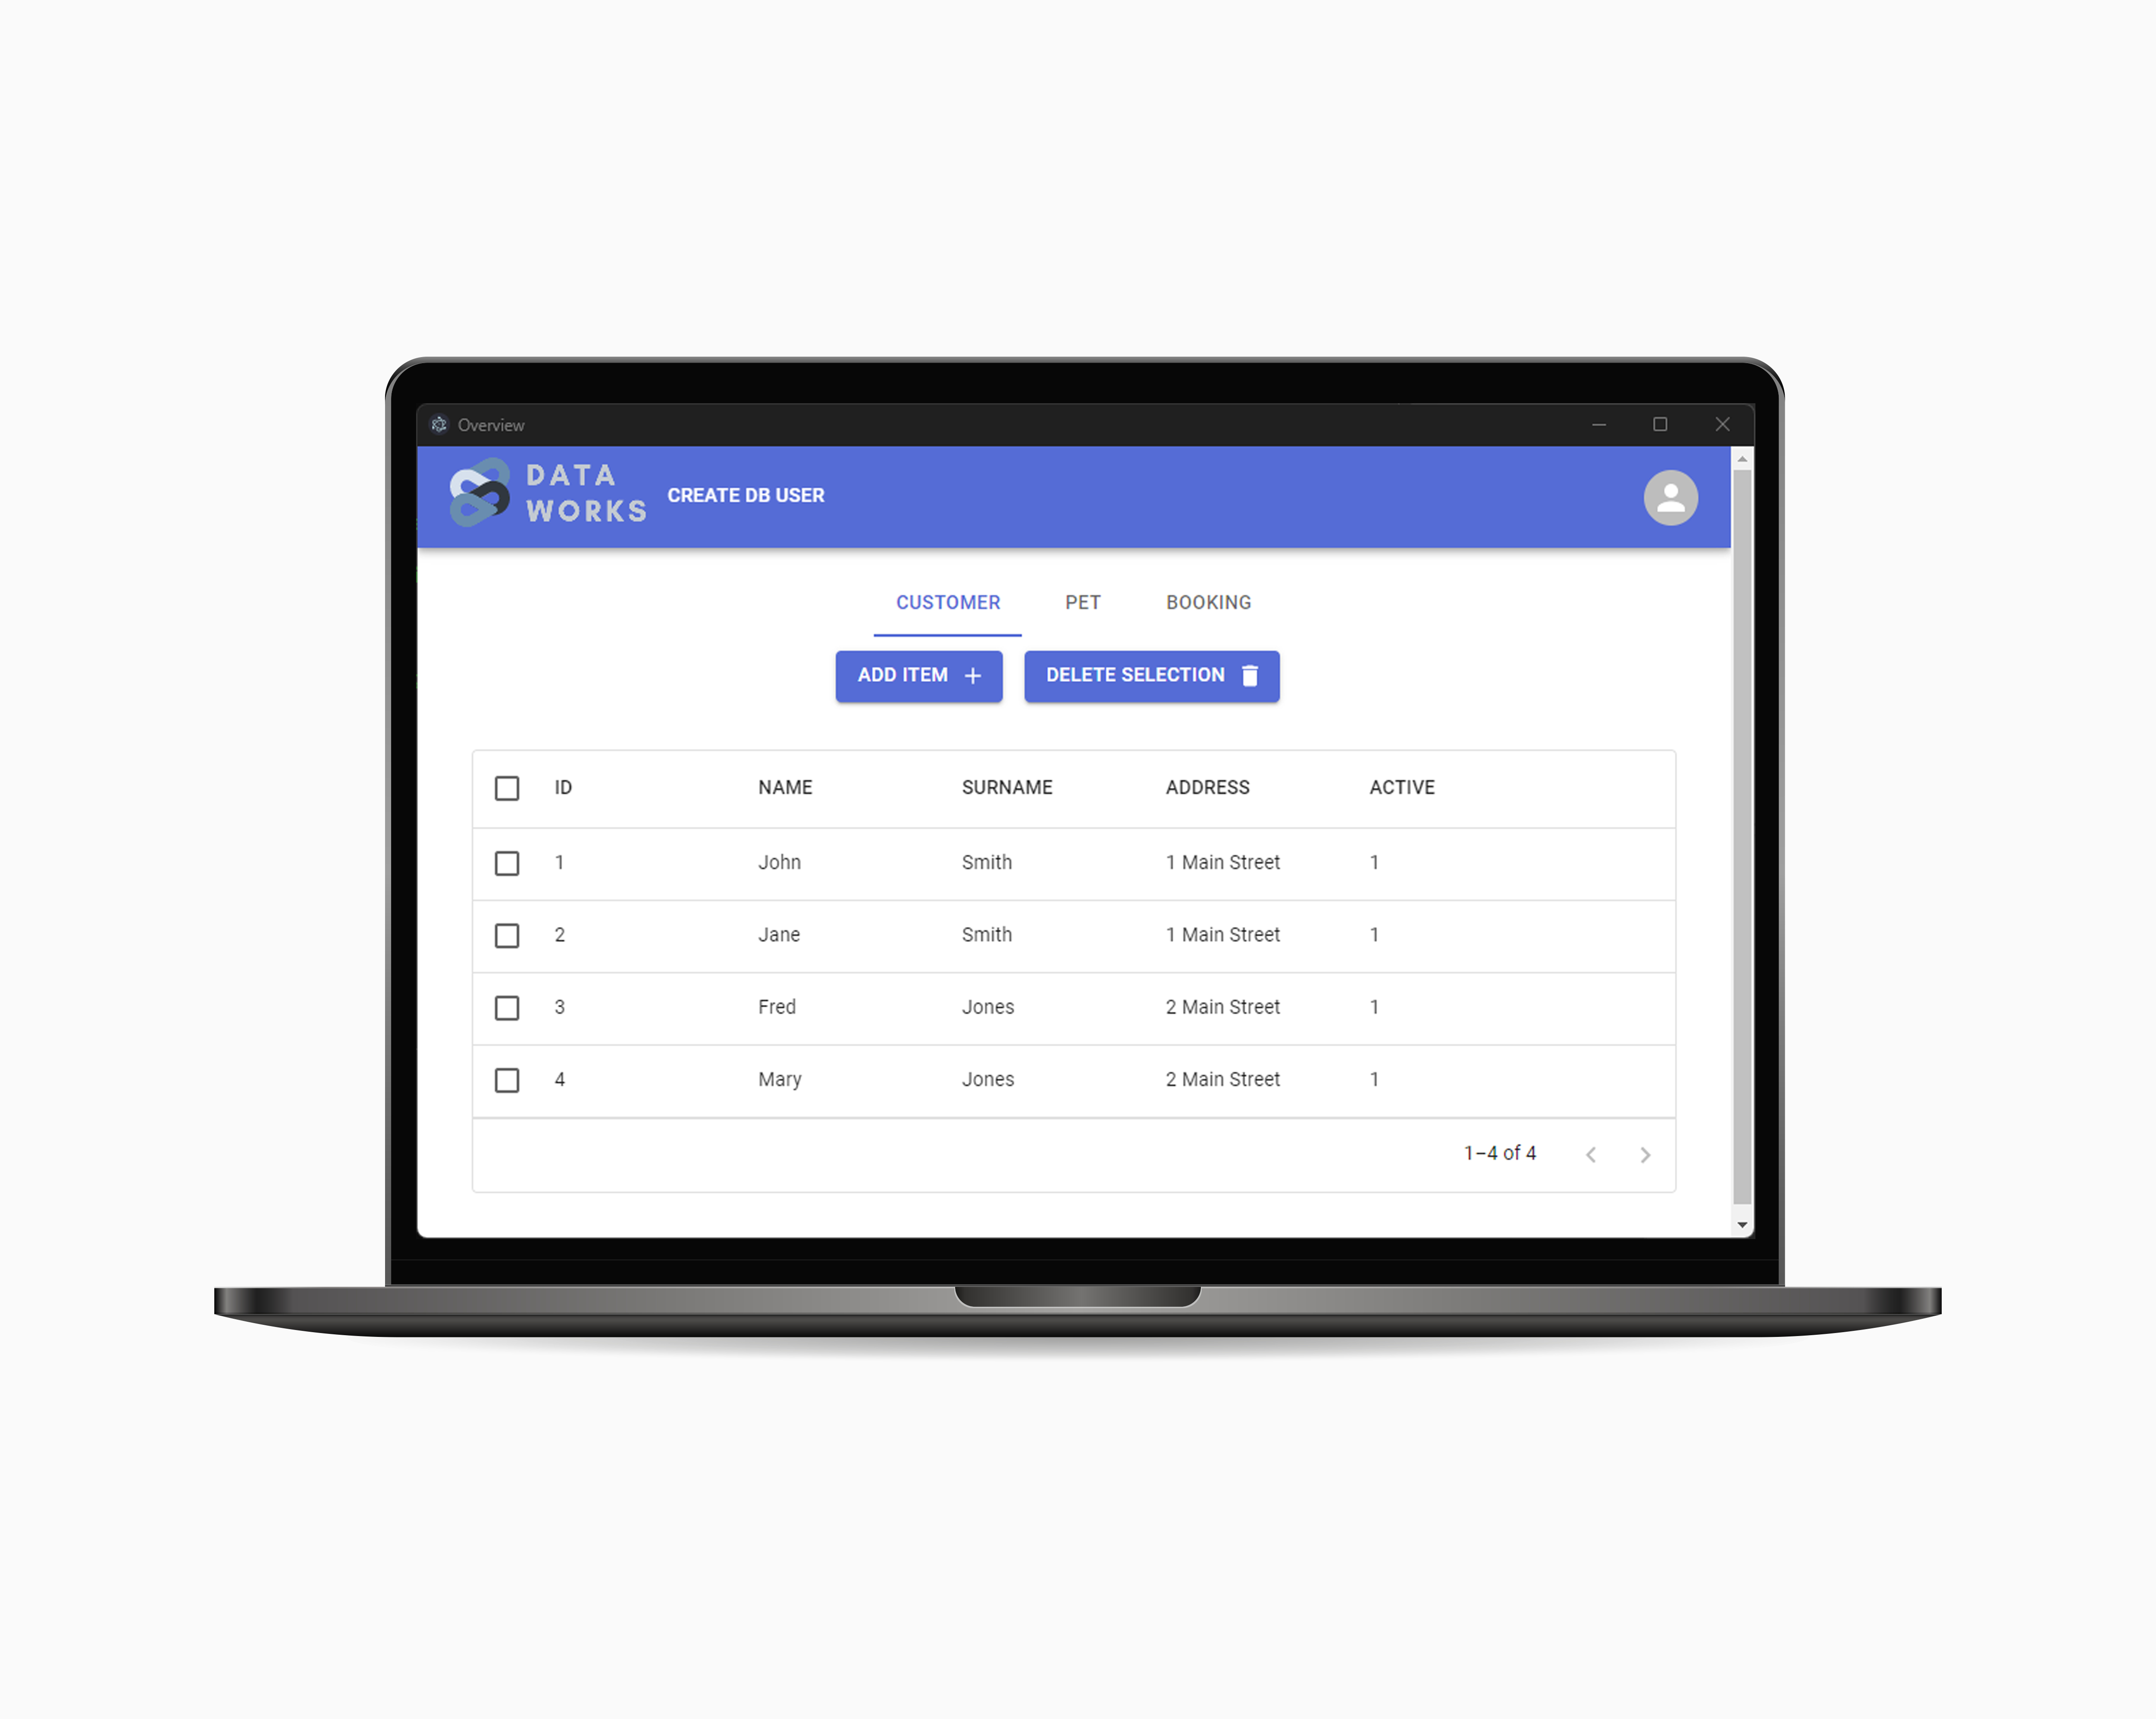 Overview
DATA
WORKS
CREATE DB USER
CUSTOMER PET BOOKING
ADD ITEM DELETE SELECTION
ID NAME SURNAME ADDRESS ACTIVE
1 John Smith 1 Main Street 1
2 Jane Smith 1 Main Street 1
3 Fred Jones 2 Main Street 1
4 Mary Jones 2 Main Street 1
1–4 of 4